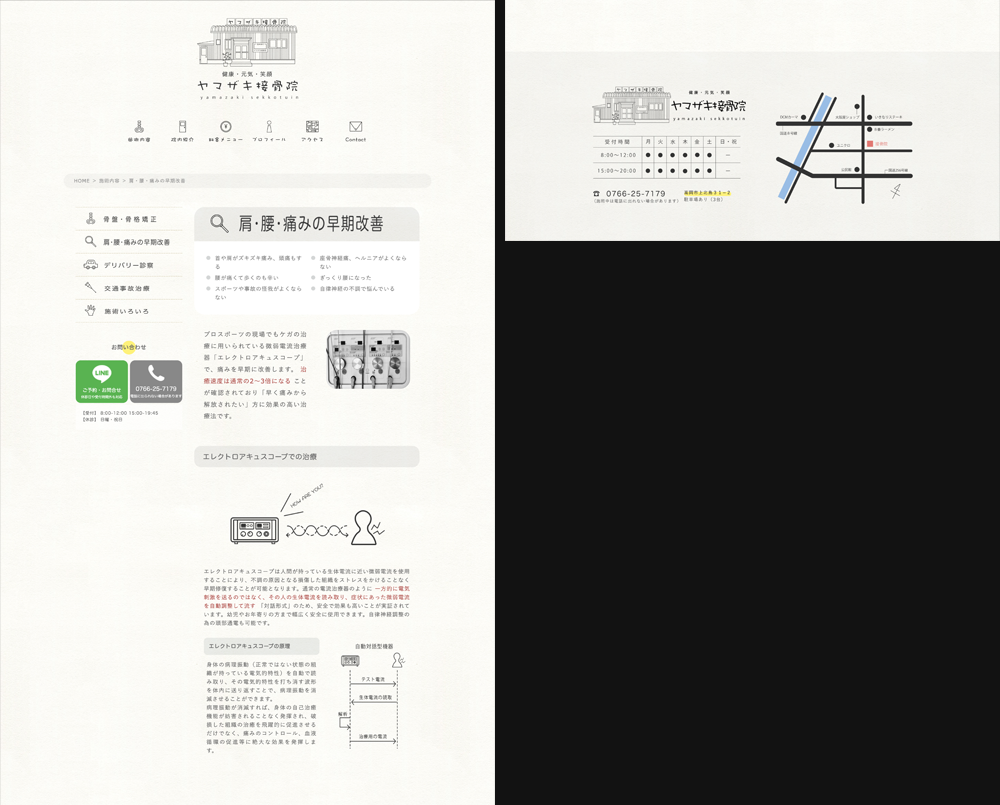 ヤマザキ接骨院
健康・元気・笑顔
ヤマザキ接骨院
yamazaki sekkotuin
施術内容
院内紹介
料金メニュー
プロフィール
アクセス
Contact
HOME > 施術内容 > 肩・腰・痛みの早期改善
骨盤・骨格矯正
肩・腰・痛みの早期改善
デリバリー診察
交通事故治療
施術いろいろ
お問い合わせ
LINE
ご予約・お問合せ
0766-25-7179
【受付】 8:00-12:00 15:00-19:45
【休診】 日曜・祝日
肩・腰・痛みの早期改善
首や肩がズキズキ痛み、頭痛もする
膝が痛くて歩くのも辛い
スポーツや事故の怪我がよくならない
座骨神経痛、ヘルニアがよくならない
ぎっくり腰になった
自律神経の不調で悩んでいる
プロスポーツの現場でもケガの治
療に用いられている微弱電流治療
器「エレクトロアキュスコープ」
で、痛みを早期に改善します。 治
療速度は通常の2〜3倍になる こと
が確認されており「早く痛みから
解放されたい」方に効果の高い治
療法です。
エレクトロアキュスコープでの治療
HOW ARE YOU?
エレクトロアキュスコープは人間が持っている生体電流に近い微弱電流を使用
することにより、不調の原因となる損傷した組織をストレスをかけることなく
早期修復することが可能となります。通常の電流治療器のように 一方的に電気
刺激を送るのではなく、その人の生体電流を読み取り、症状にあった微弱電流
を自動調整して流す 「対話形式」のため、安全で効果も高いことが実証されて
います。幼児やお年寄りの方まで幅広く安全に使用できます。自律神経調整の
為の頭部通電も可能です。
エレクトロアキュスコープの原理
身体の病理振動（正常ではない状態の組
織が持っている電気的特性）を自動で読
み取り、その電気的特性を打ち消す波形
を体内に送り返すことで、病理振動を消
滅させることができます。
病理振動が消滅すれば、身体の自己治癒
機能が妨害されることなく発揮され、破
損した組織の治癒を飛躍的に促進させる
だけでなく、痛みのコントロール、血液
循環の促進等に絶大な効果を発揮しま
す。
自動対話型機器
テスト電流
生体電流の読取
解析
治療用の電流
ヤマザキ接骨院
健康・元気・笑顔
ヤマザキ接骨院
yamazaki sekkotuin
受付時間 月 火 水 木 金 土 日・祝
8:00〜12:00 ● ● ● ● ● ● −
15:00〜20:00 ● ● ● ● ● ● −
0766-25-7179
(施術中は電話に出れない場合があります)
高岡市上北島31-2
駐車場あり（3台）
ユニクロ